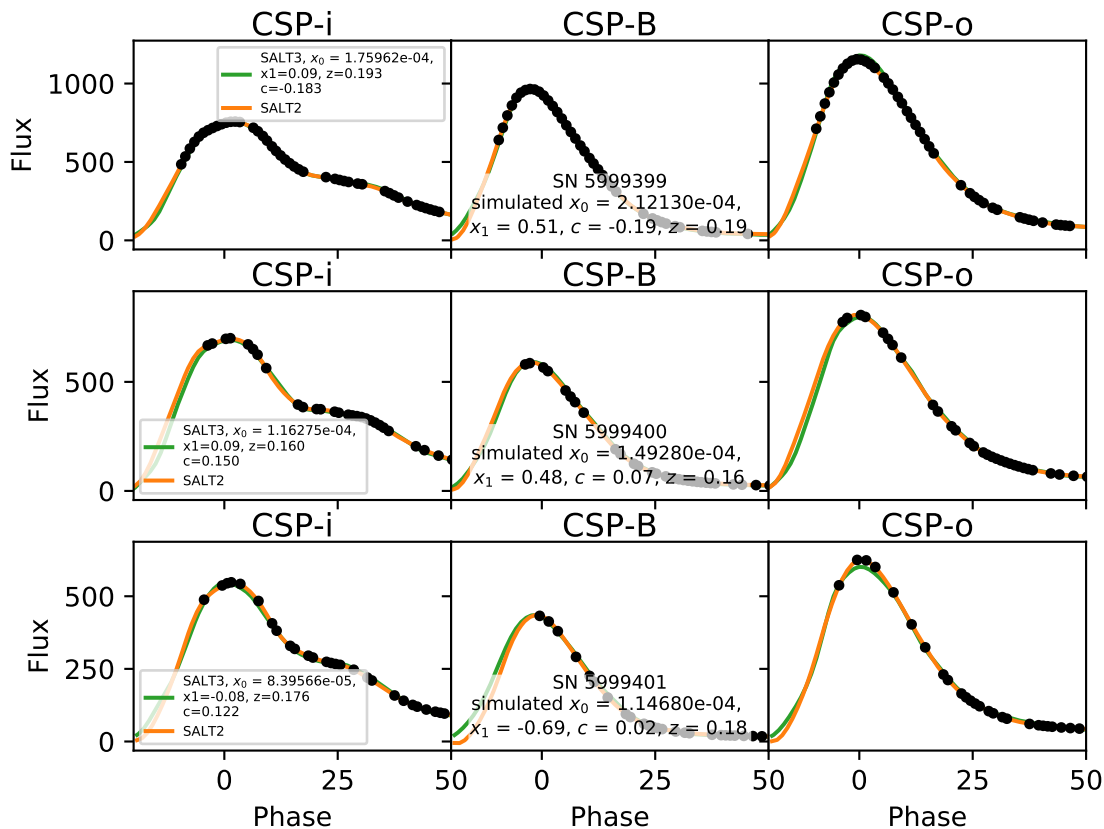 CSP-i CSP-B CSP-o
Flux
1000
500
0
SALT3, x₀ = 1.75962e-04,
x1=0.09, z=0.193
c=-0.183
SALT2
SN 5999399
simulated x₀ = 2.12130e-04,
x₁ = 0.51, c = -0.19, z = 0.19
CSP-i CSP-B CSP-o
Flux
500
0
SALT3, x₀ = 1.16275e-04,
x1=0.09, z=0.160
c=0.150
SALT2
SN 5999400
simulated x₀ = 1.49280e-04,
x₁ = 0.48, c = 0.07, z = 0.16
CSP-i CSP-B CSP-o
Flux
500
250
0
SALT3, x₀ = 8.39566e-05,
x1=-0.08, z=0.176
c=0.122
SALT2
SN 5999401
simulated x₀ = 1.14680e-04,
x₁ = -0.69, c = 0.02, z = 0.18
0 25 50 0 25 50 0 25 50
Phase Phase Phase